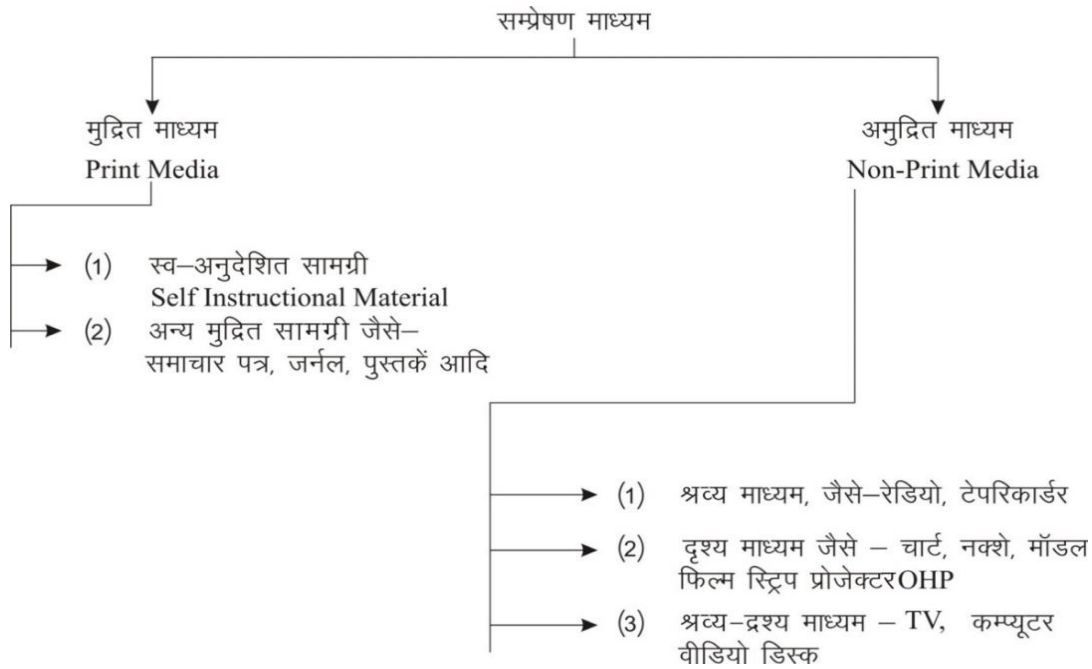 सम्प्रेषण माध्यम
मुद्रित माध्यम
Print Media
(1) स्व–अनुदेशित सामग्री
Self Instructional Material
(2) अन्य मुद्रित सामग्री जैसे–
समाचार पत्र, जर्नल, पुस्तकें आदि
अमुद्रित माध्यम
Non-Print Media
(1) श्रव्य माध्यम, जैसे–रेडियो, टेपरिकार्डर
(2) दृश्य माध्यम जैसे – चार्ट, नक्शे, मॉडल
फिल्म स्ट्रिप प्रोजेक्टरOHP
(3) श्रव्य–द्रश्य माध्यम – TV, कम्प्यूटर
वीडियो डिस्क